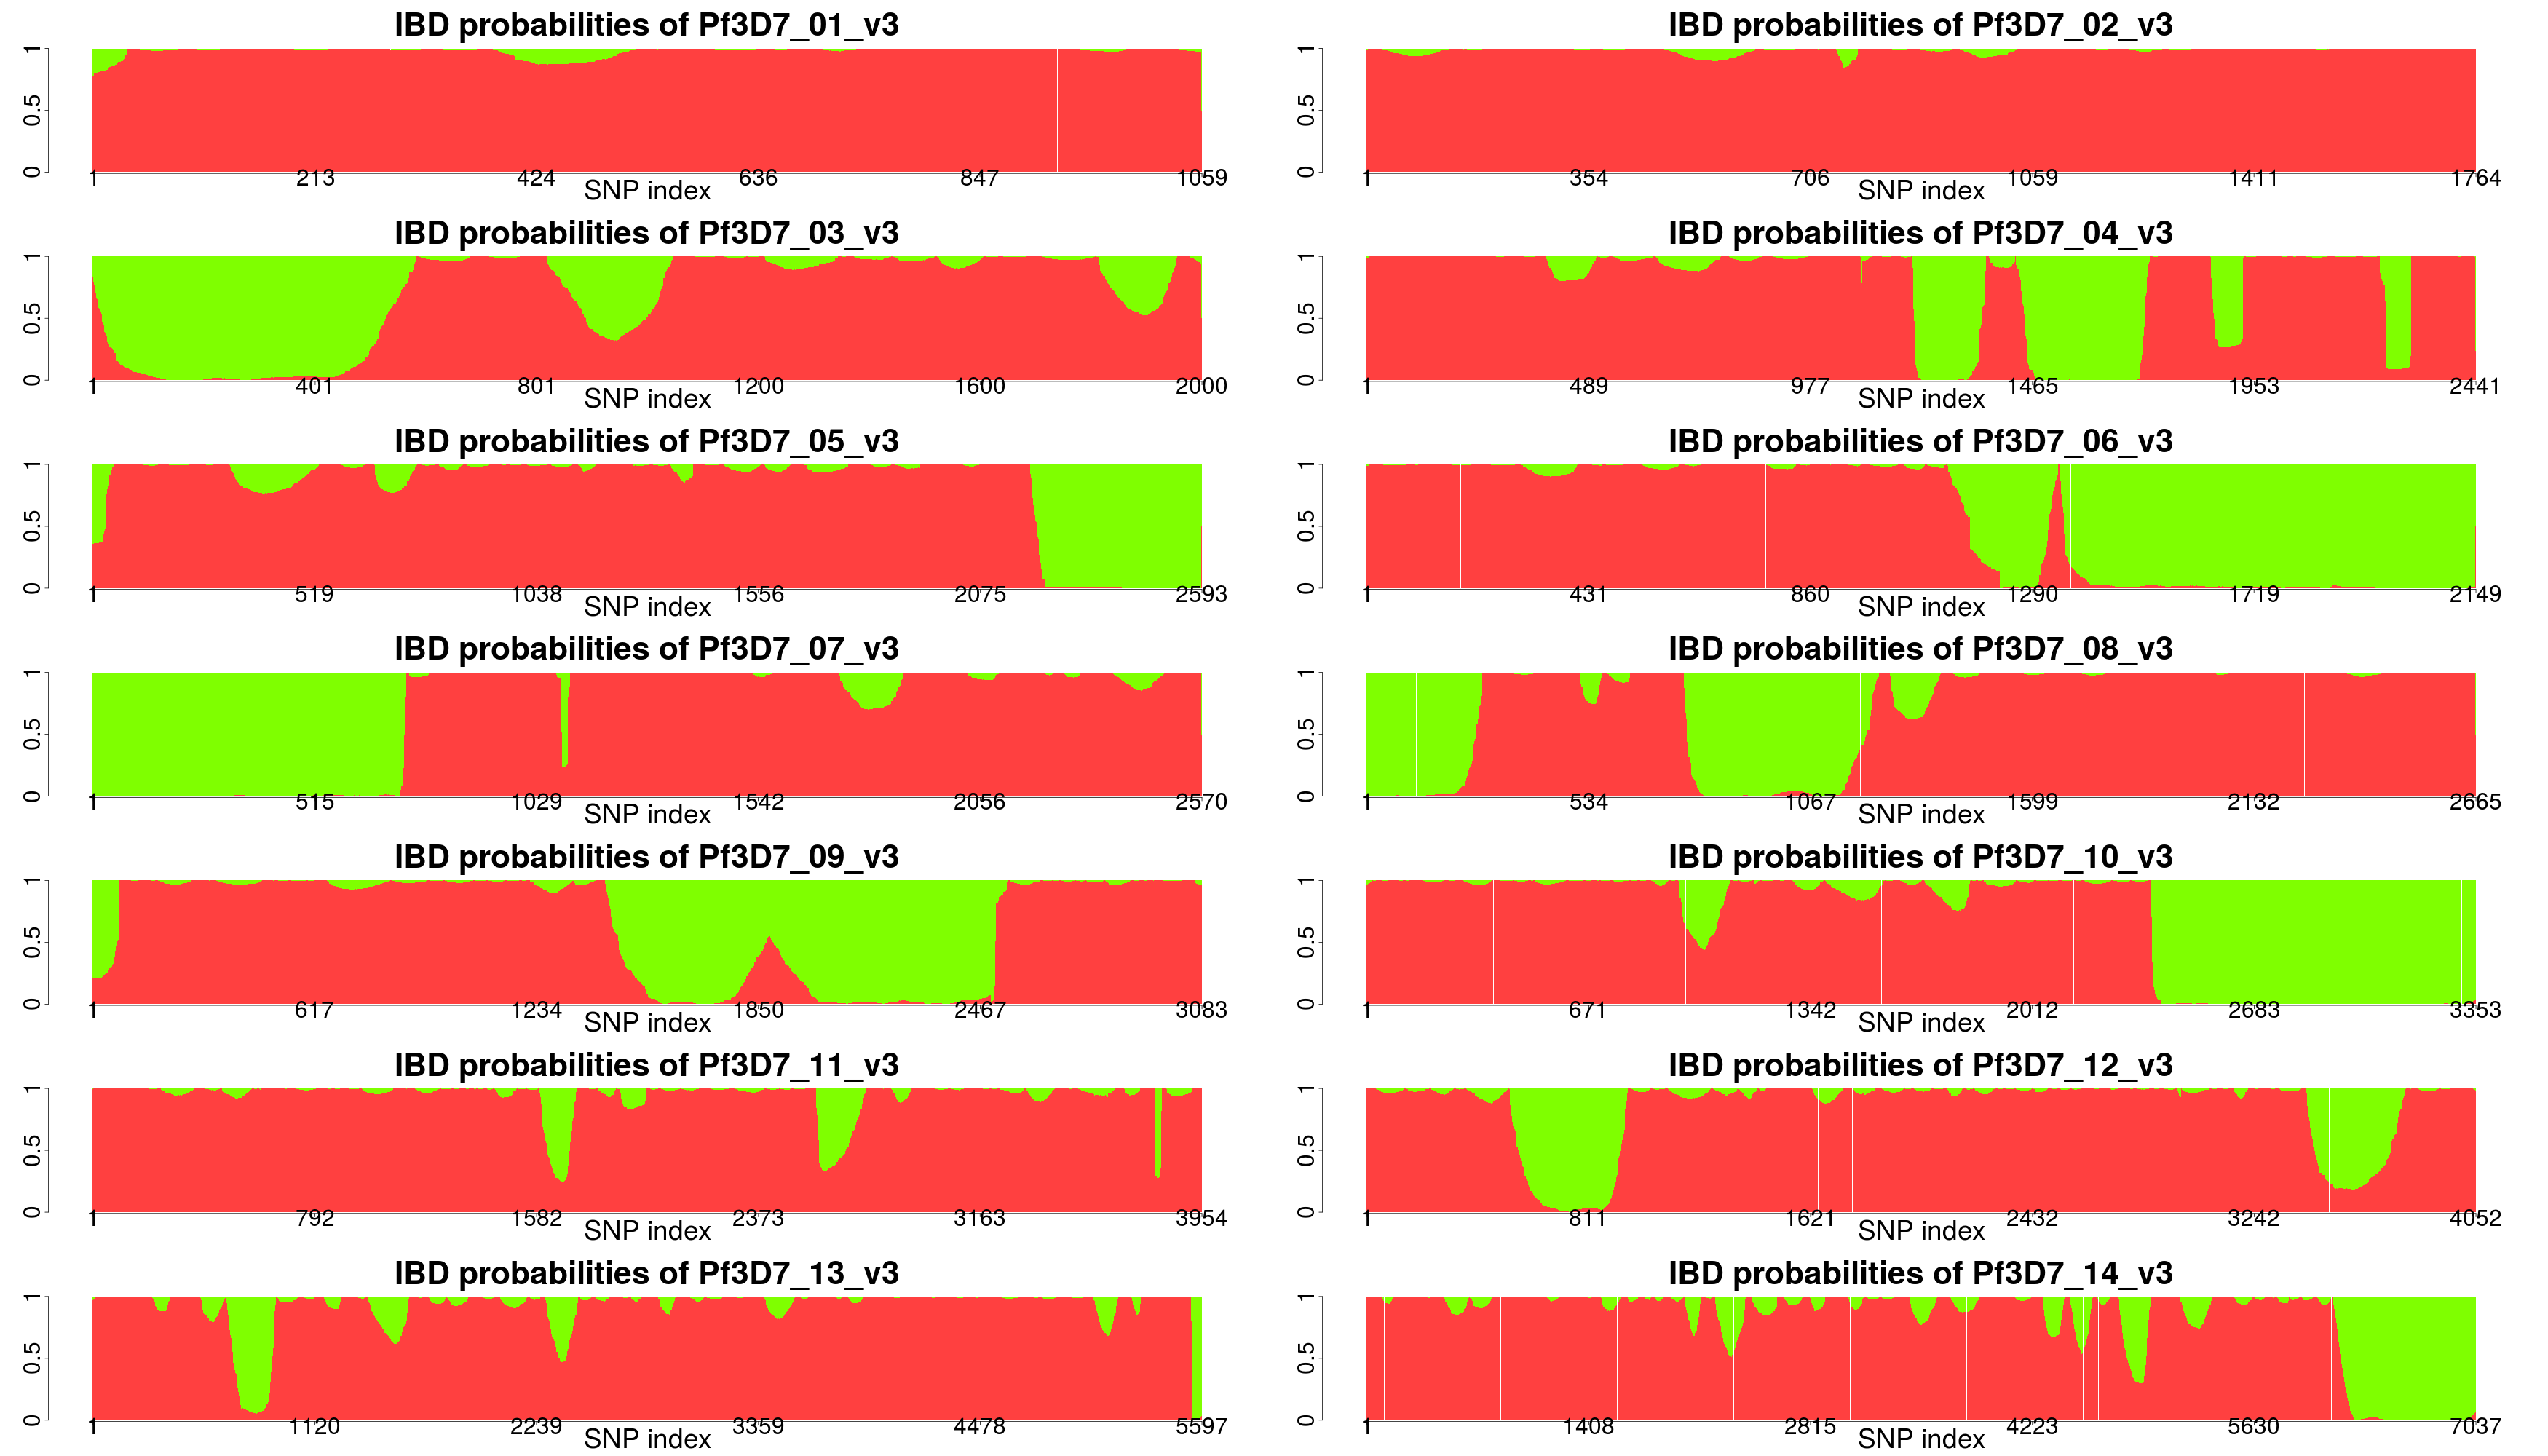 IBD probabilities of Pf3D7_01_v3
0 0.5 1
1 213 424 636 847 1059
SNP index
IBD probabilities of Pf3D7_02_v3
0 0.5 1
1 354 706 1059 1411 1764
SNP index
IBD probabilities of Pf3D7_03_v3
0 0.5 1
1 401 801 1200 1600 2000
SNP index
IBD probabilities of Pf3D7_04_v3
0 0.5 1
1 489 977 1465 1953 2441
SNP index
IBD probabilities of Pf3D7_05_v3
0 0.5 1
1 519 1038 1556 2075 2593
SNP index
IBD probabilities of Pf3D7_06_v3
0 0.5 1
1 431 860 1290 1719 2149
SNP index
IBD probabilities of Pf3D7_07_v3
0 0.5 1
1 515 1029 1542 2056 2570
SNP index
IBD probabilities of Pf3D7_08_v3
0 0.5 1
1 534 1067 1599 2132 2665
SNP index
IBD probabilities of Pf3D7_09_v3
0 0.5 1
1 617 1234 1850 2467 3083
SNP index
IBD probabilities of Pf3D7_10_v3
0 0.5 1
1 671 1342 2012 2683 3353
SNP index
IBD probabilities of Pf3D7_11_v3
0 0.5 1
1 792 1582 2373 3163 3954
SNP index
IBD probabilities of Pf3D7_12_v3
0 0.5 1
1 811 1621 2432 3242 4052
SNP index
IBD probabilities of Pf3D7_13_v3
0 0.5 1
1 1120 2239 3359 4478 5597
SNP index
IBD probabilities of Pf3D7_14_v3
0 0.5 1
1 1408 2815 4223 5630 7037
SNP index